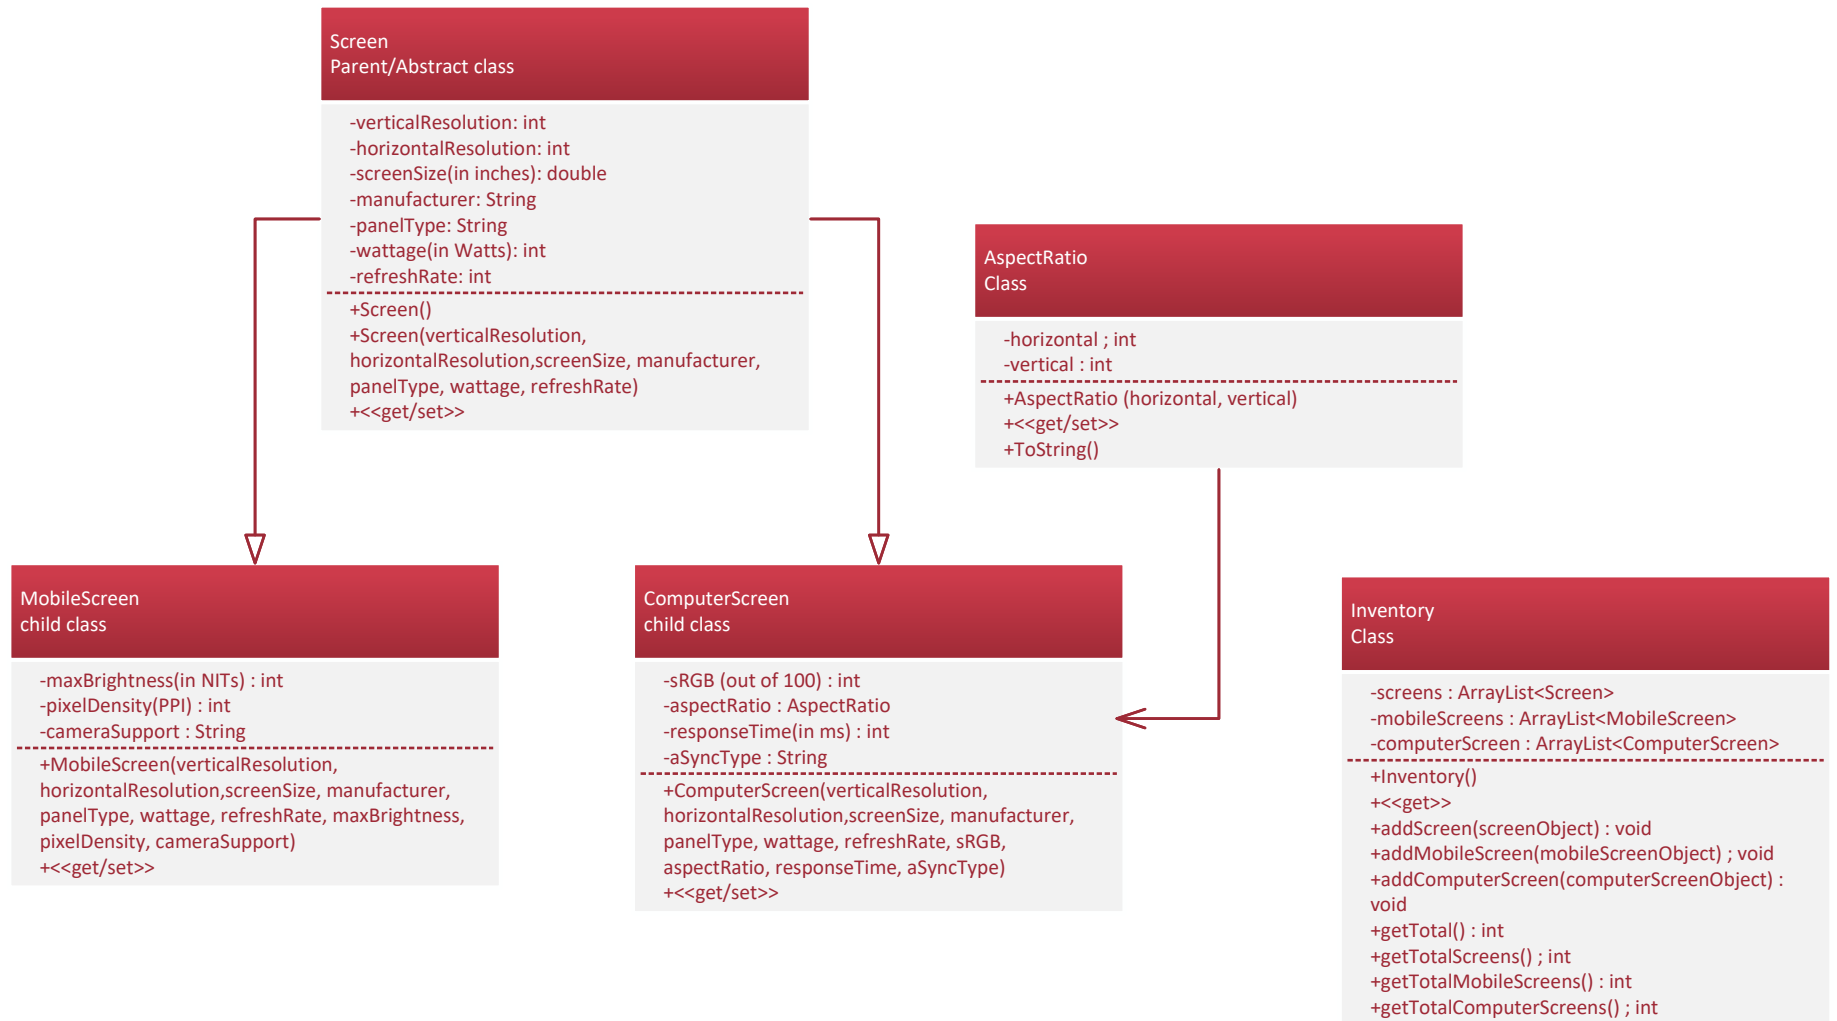 Screen
Parent/Abstract class
-verticalResolution: int
-horizontalResolution: int
-screenSize(in inches): double
-manufacturer: String
-panelType: String
-wattage(in Watts): int
-refreshRate: int
+Screen()
+Screen(verticalResolution,
horizontalResolution,screenSize, manufacturer,
panelType, wattage, refreshRate)
+<<get/set>>
AspectRatio
Class
-horizontal ; int
-vertical : int
+AspectRatio (horizontal, vertical)
+<<get/set>>
+ToString()
MobileScreen
child class
-maxBrightness(in NITs) : int
-pixelDensity(PPI) : int
-cameraSupport : String
+MobileScreen(verticalResolution,
horizontalResolution,screenSize, manufacturer,
panelType, wattage, refreshRate, maxBrightness,
pixelDensity, cameraSupport)
+<<get/set>>
ComputerScreen
child class
-sRGB (out of 100) : int
-aspectRatio : AspectRatio
-responseTime(in ms) : int
-aSyncType : String
+ComputerScreen(verticalResolution,
horizontalResolution,screenSize, manufacturer,
panelType, wattage, refreshRate, sRGB,
aspectRatio, responseTime, aSyncType)
+<<get/set>>
Inventory
Class
-screens : ArrayList<Screen>
-mobileScreens : ArrayList<MobileScreen>
-computerScreen : ArrayList<ComputerScreen>
+Inventory()
+<<get>>
+addScreen(screenObject) : void
+addMobileScreen(mobileScreenObject) ; void
+addComputerScreen(computerScreenObject) :
void
+getTotal() : int
+getTotalScreens() ; int
+getTotalMobileScreens() : int
+getTotalComputerScreens() ; int